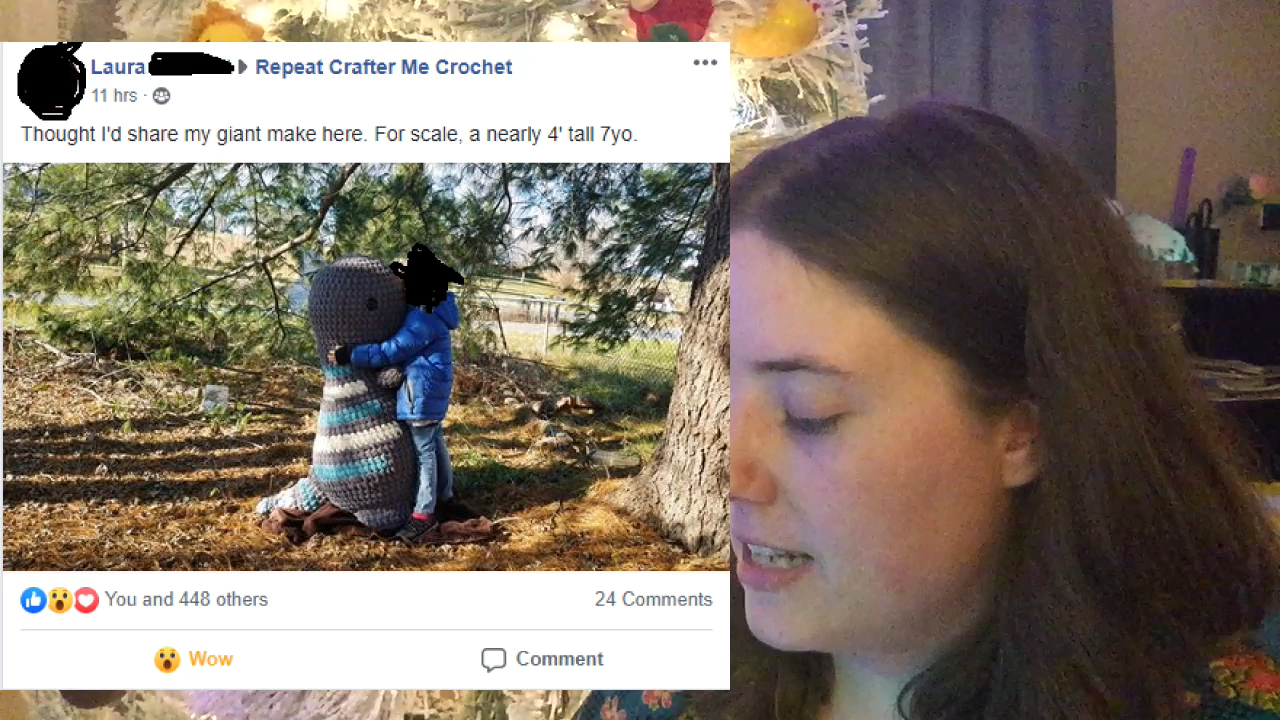 Laura ▶ Repeat Crafter Me Crochet
11 hrs ·
Thought I'd share my giant make here. For scale, a nearly 4' tall 7yo.
You and 448 others 24 Comments
Wow Comment